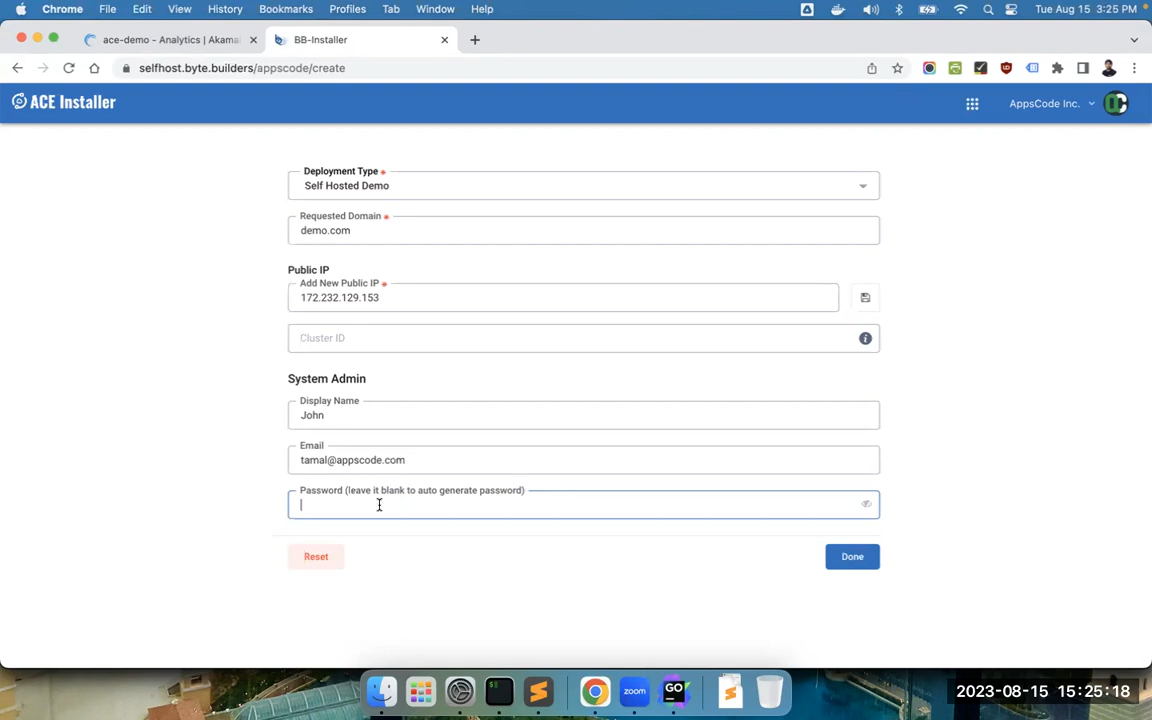 Chrome File Edit View History Bookmarks Profiles Tab Window Help Tue Aug 15 3:25 PM
ace-demo - Analytics | Akama BB-Installer
selfhost.byte.builders/appscode/create
ACE Installer AppsCode Inc.
Deployment Type *
Self Hosted Demo
Requested Domain *
demo.com
Public IP
Add New Public IP *
172.232.129.153
Cluster ID
System Admin
Display Name
John
Email
tamal@appscode.com
Password (leave it blank to auto generate password)
Reset Done
zoom GO
2023-08-15 15:25:18